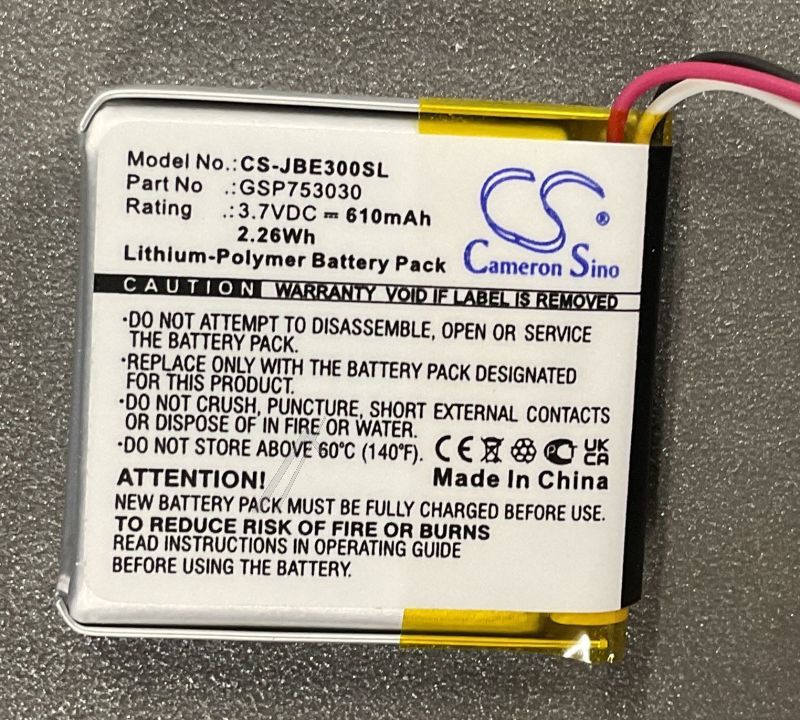 Model No.:CS-JBE300SL
Part No .:GSP753030
Rating .:3.7VDC ⎓ 610mAh
2.26Wh
Lithium-Polymer Battery Pack
CS®
Cameron Sino
CAUTION WARRANTY VOID IF LABEL IS REMOVED
·DO NOT ATTEMPT TO DISASSEMBLE, OPEN OR SERVICE
THE BATTERY PACK.
·REPLACE ONLY WITH THE BATTERY PACK DESIGNATED
FOR THIS PRODUCT.
·DO NOT CRUSH, PUNCTURE, SHORT EXTERNAL CONTACTS
OR DISPOSE OF IN FIRE OR WATER.
·DO NOT STORE ABOVE 60°C (140°F).
CE PC UK
CA
Made In China
ATTENTION!
NEW BATTERY PACK MUST BE FULLY CHARGED BEFORE USE.
TO REDUCE RISK OF FIRE OR BURNS
READ INSTRUCTIONS IN OPERATING GUIDE
BEFORE USING THE BATTERY.